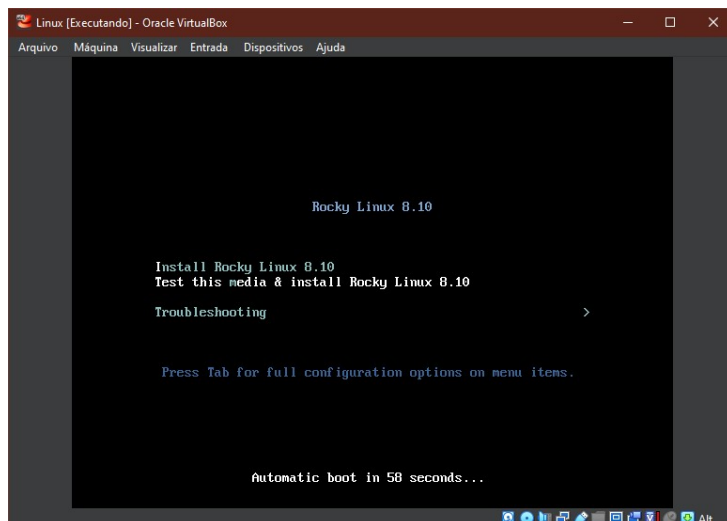 Linux [Executando] - Oracle VirtualBox
Arquivo Máquina Visualizar Entrada Dispositivos Ajuda
Rocky Linux 8.10
Install Rocky Linux 8.10
Test this media & install Rocky Linux 8.10
Troubleshooting >
Press Tab for full configuration options on menu items.
Automatic boot in 58 seconds...
Alt